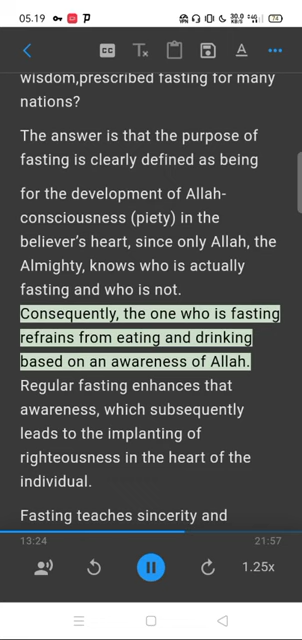 05.19
30.0
KB/S
4G
74
CC
wisdom,prescribed fasting for many
nations?
The answer is that the purpose of
fasting is clearly defined as being
for the development of Allah-
consciousness (piety) in the
believer's heart, since only Allah, the
Almighty, knows who is actually
fasting and who is not.
Consequently, the one who is fasting
refrains from eating and drinking
based on an awareness of Allah.
Regular fasting enhances that
awareness, which subsequently
leads to the implanting of
righteousness in the heart of the
individual.
Fasting teaches sincerity and
13:24
21:57
1.25x